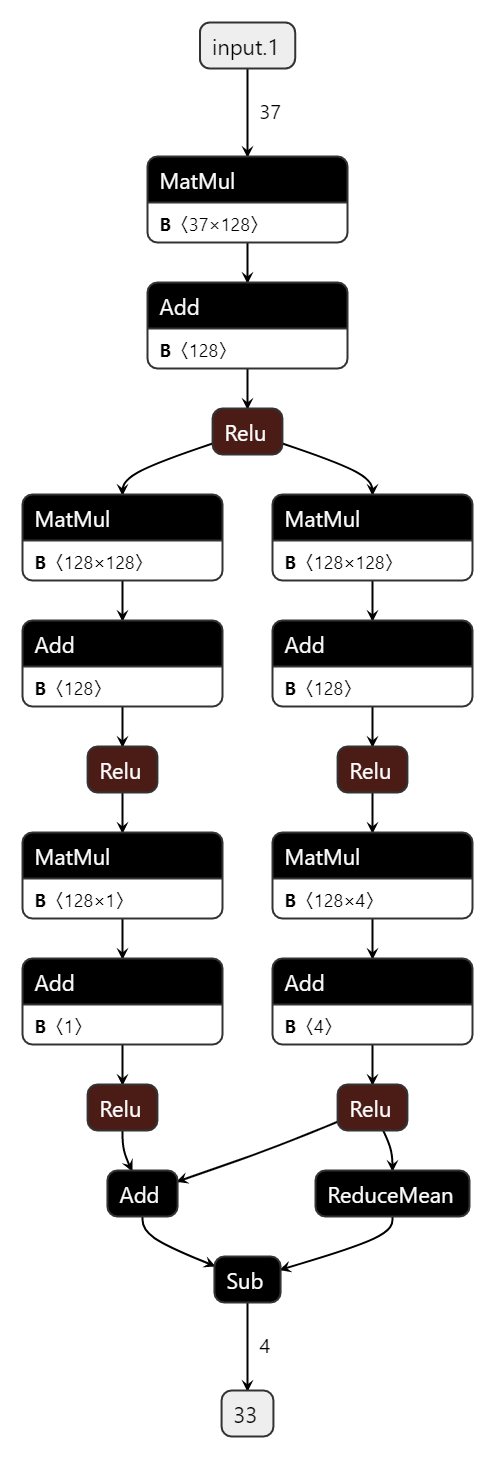 input.1
37
MatMul
B ⟨37×128⟩
Add
B ⟨128⟩
Relu
MatMul
B ⟨128×128⟩
MatMul
B ⟨128×128⟩
Add
B ⟨128⟩
Add
B ⟨128⟩
Relu
Relu
MatMul
B ⟨128×1⟩
MatMul
B ⟨128×4⟩
Add
B ⟨1⟩
Add
B ⟨4⟩
Relu
Relu
Add
ReduceMean
Sub
4
33